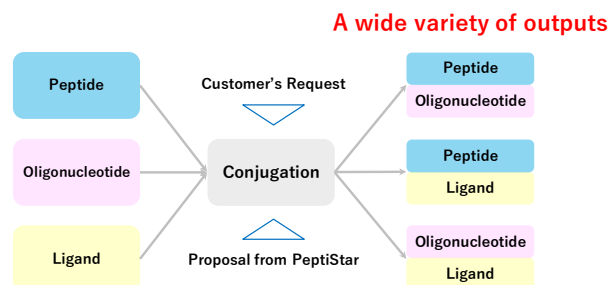 A wide variety of outputs
Peptide
Oligonucleotide
Ligand
Customer's Request
Conjugation
Proposal from PeptiStar
Peptide
Oligonucleotide
Peptide
Ligand
Oligonucleotide
Ligand